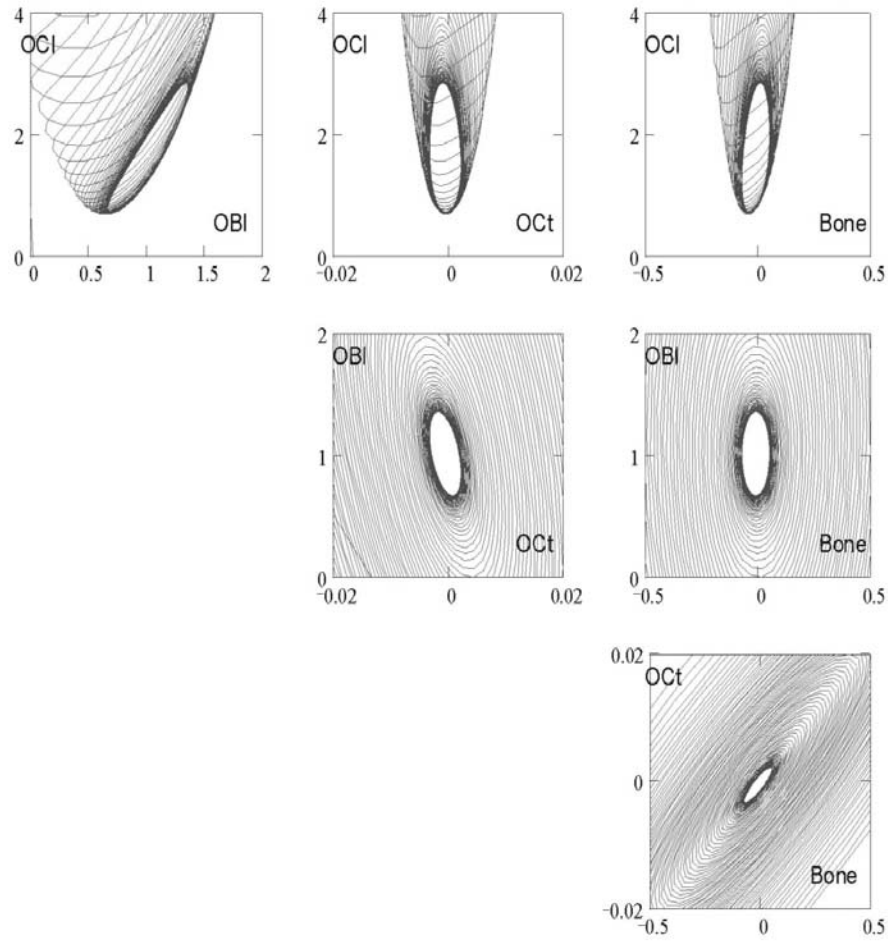 4 4 4
OCl OCl OCl
2 2 2
OBl OCt Bone
0 0 0
0 0.5 1 1.5 2 −0.02 0 0.02 −0.5 0 0.5
2 2
OBl OBl
1 1
OCt Bone
0 0
−0.02 0 0.02 −0.5 0 0.5
0.02
OCt
0
Bone
−0.02
−0.5 0 0.5